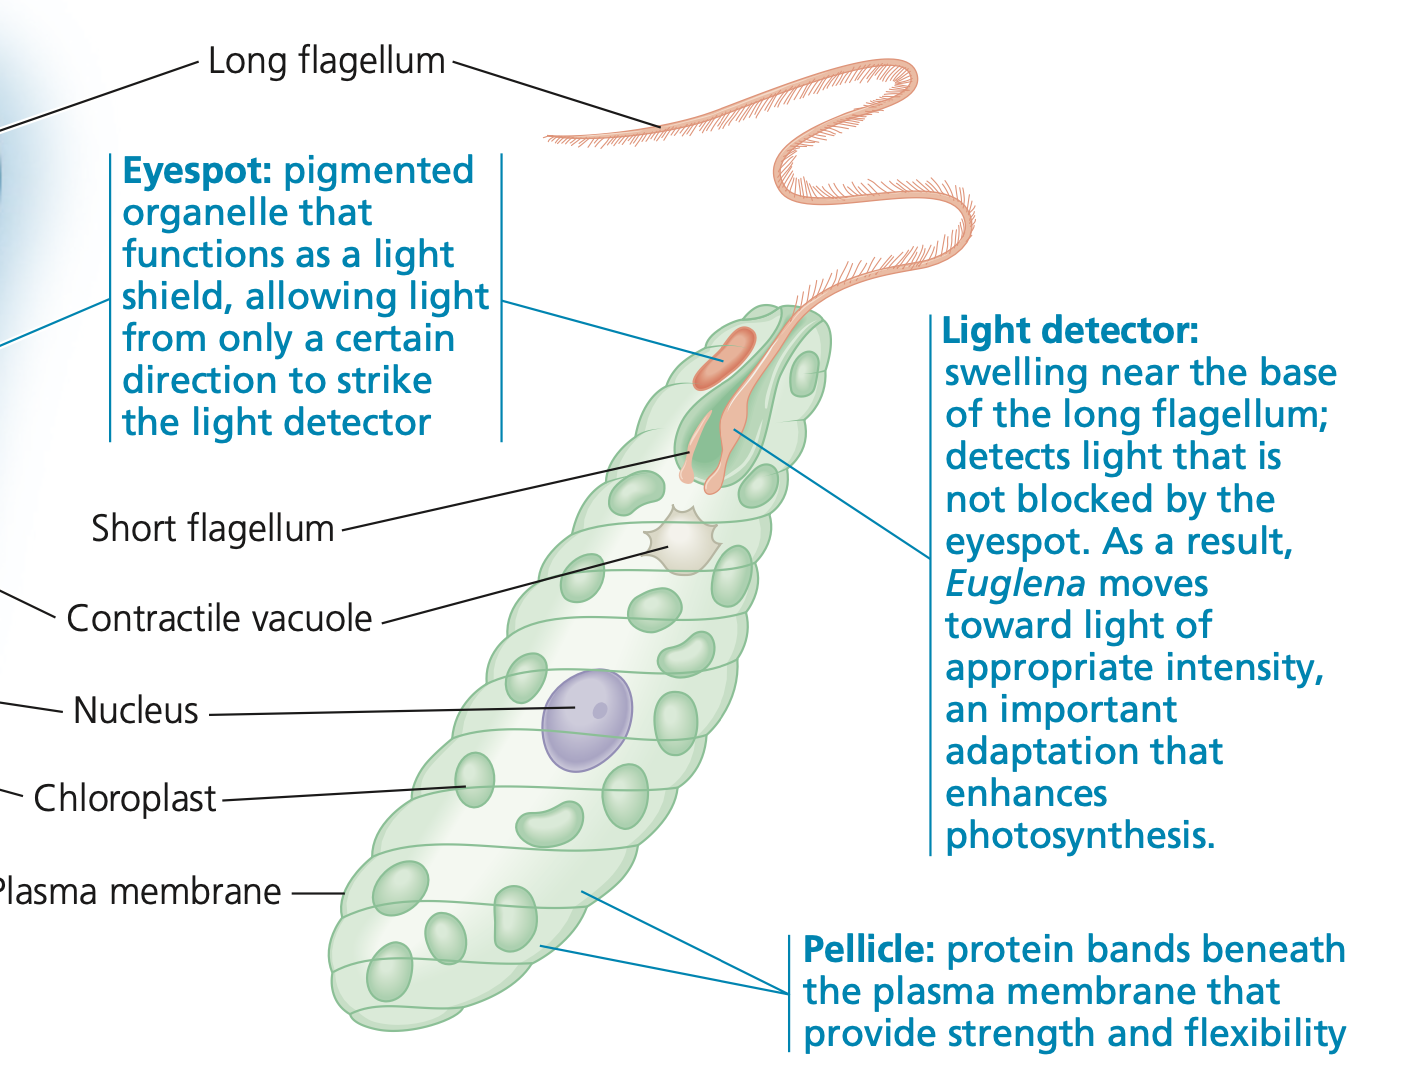 Long flagellum
Eyespot: pigmented
organelle that
functions as a light
shield, allowing light
from only a certain
direction to strike
the light detector
Light detector:
swelling near the base
of the long flagellum;
detects light that is
not blocked by the
eyespot. As a result,
Euglena moves
toward light of
appropriate intensity,
an important
adaptation that
enhances
photosynthesis.
Short flagellum
Contractile vacuole
Nucleus
Chloroplast
Plasma membrane
Pellicle: protein bands beneath
the plasma membrane that
provide strength and flexibility